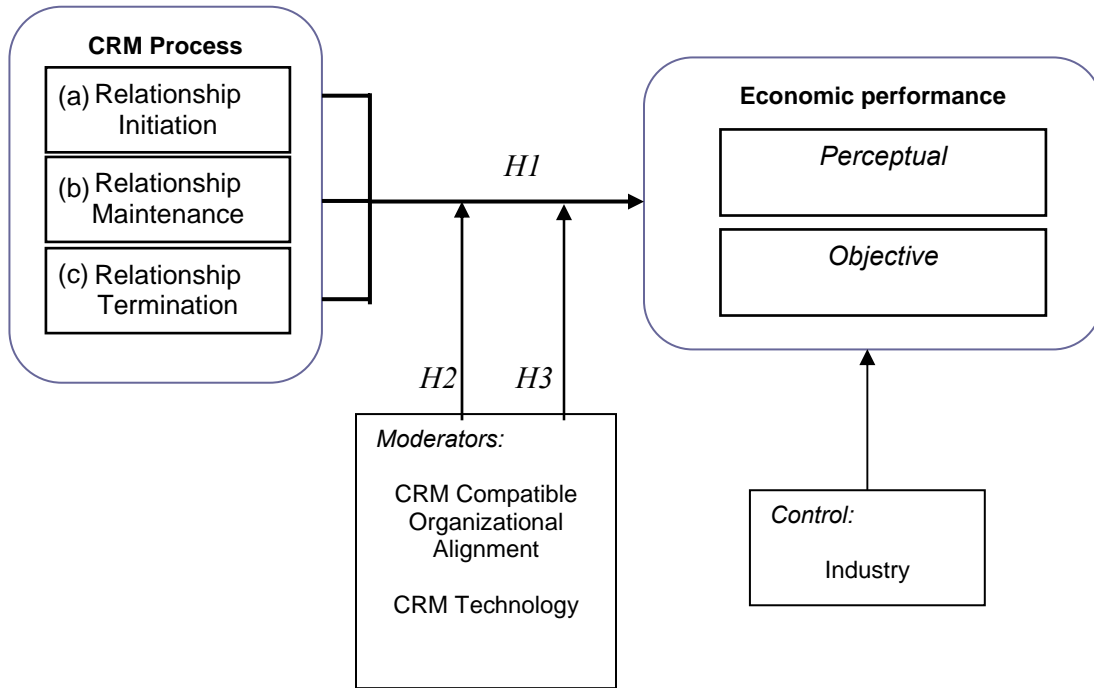 CRM Process
(a) Relationship
Initiation
(b) Relationship
Maintenance
(c) Relationship
Termination
H1
Economic performance
Perceptual
Objective
H2
H3
Moderators:
CRM Compatible
Organizational
Alignment
CRM Technology
Control:
Industry